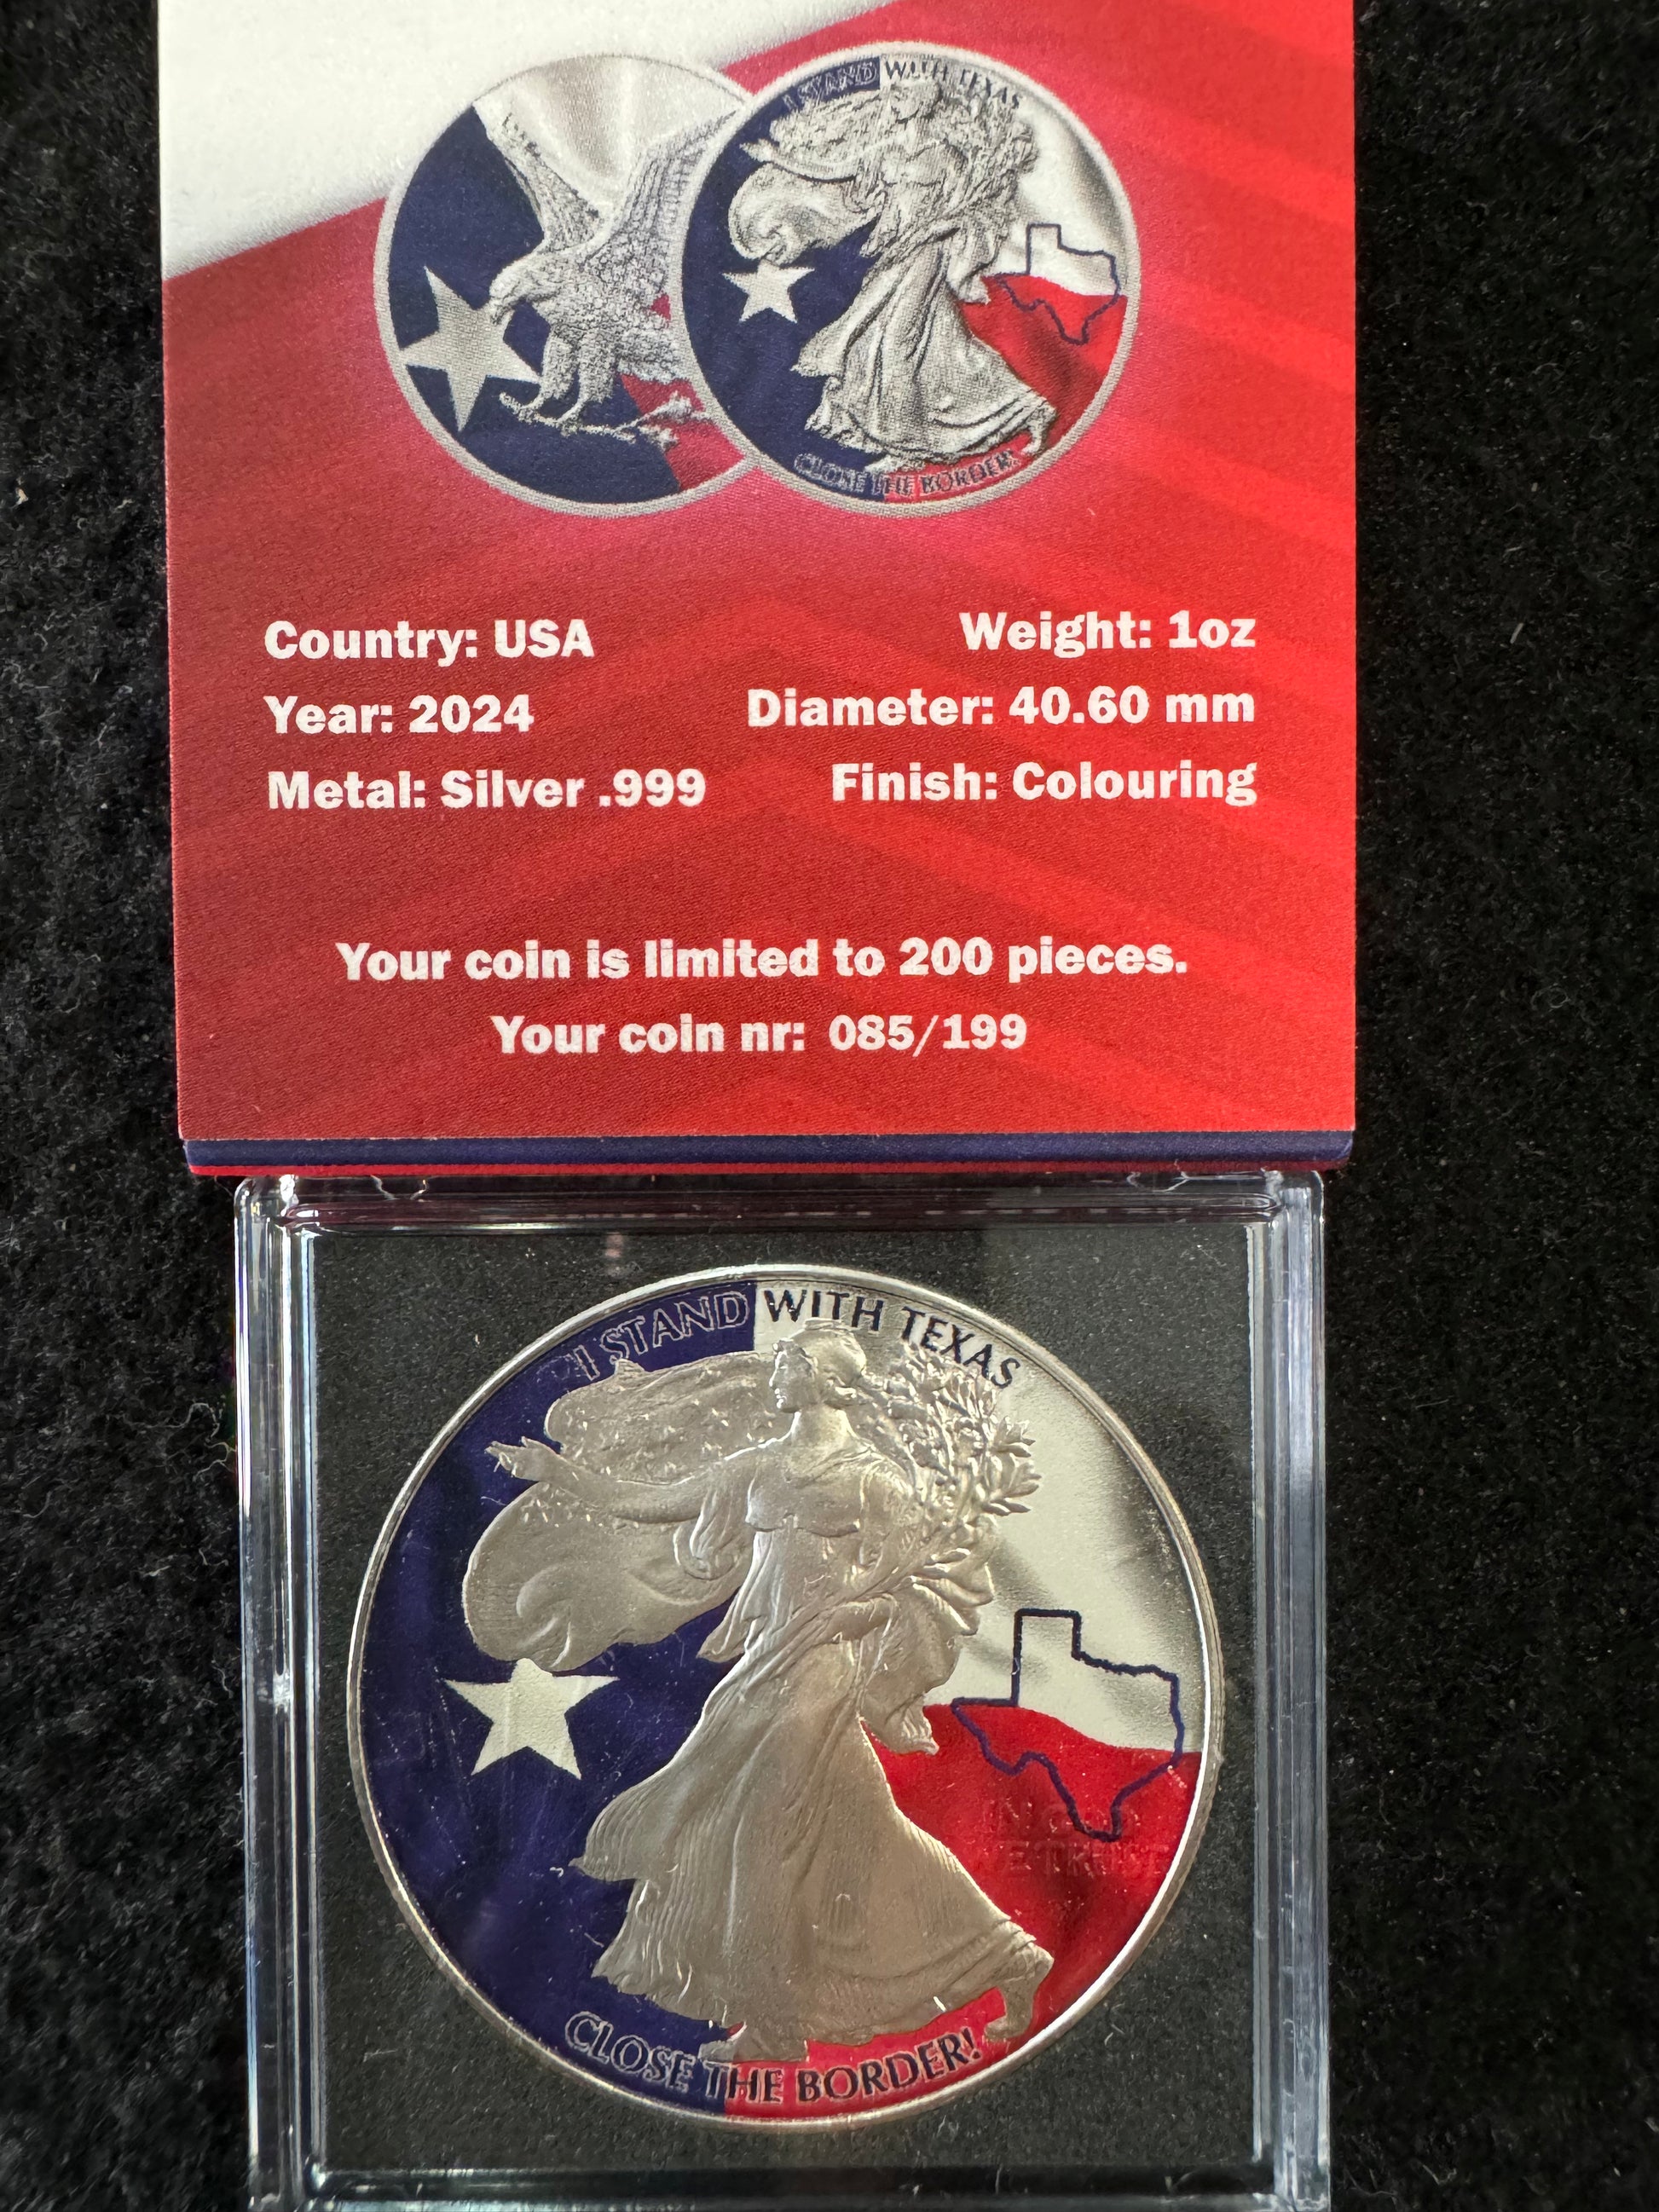 I STAND WITH TEXAS
CLOSE THE BORDER!
Country: USA
Weight: 1oz
Year: 2024
Diameter: 40.60 mm
Metal: Silver .999
Finish: Colouring
Your coin is limited to 200 pieces.
Your coin nr: 085/199
I STAND WITH TEXAS
CLOSE THE BORDER!